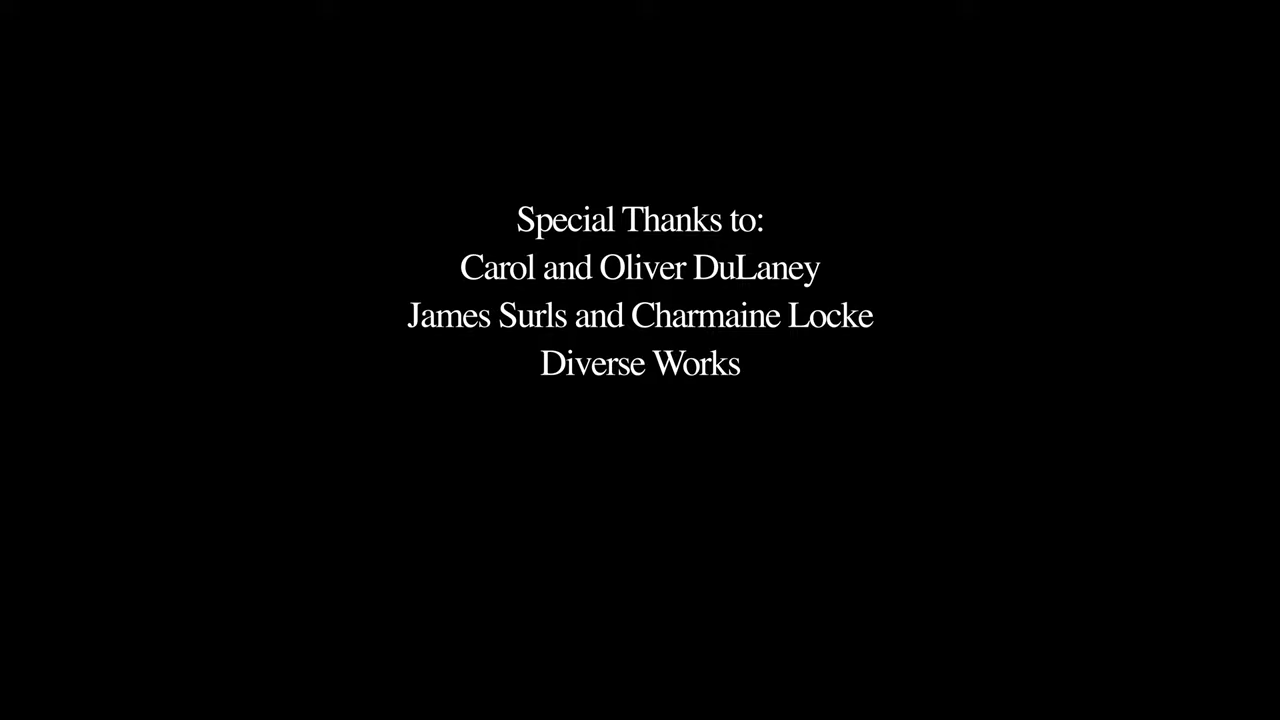 Special Thanks to:
Carol and Oliver DuLaney
James Surls and Charmaine Locke
Diverse Works